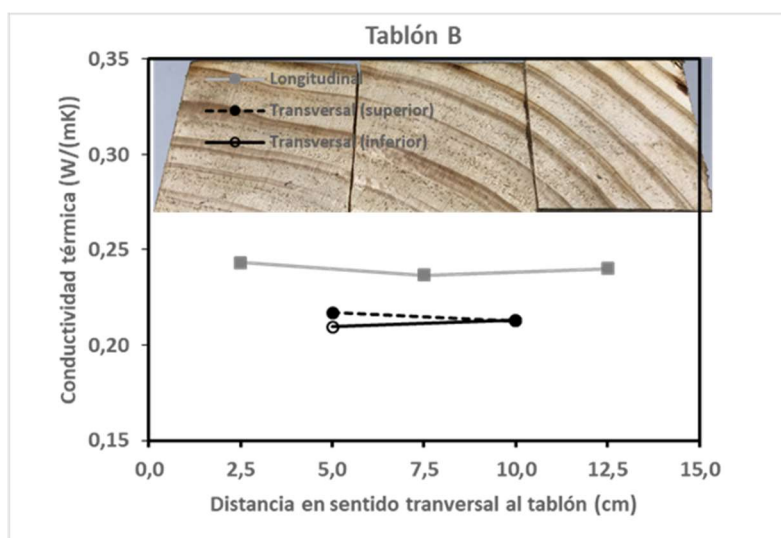 Tablón B
Conductividad térmica (W/(mK))
0,35
0,30
0,25
0,20
0,15
Longitudinal
Transversal (superior)
Transversal (inferior)
0,0 2,5 5,0 7,5 10,0 12,5 15,0
Distancia en sentido tranversal al tablón (cm)